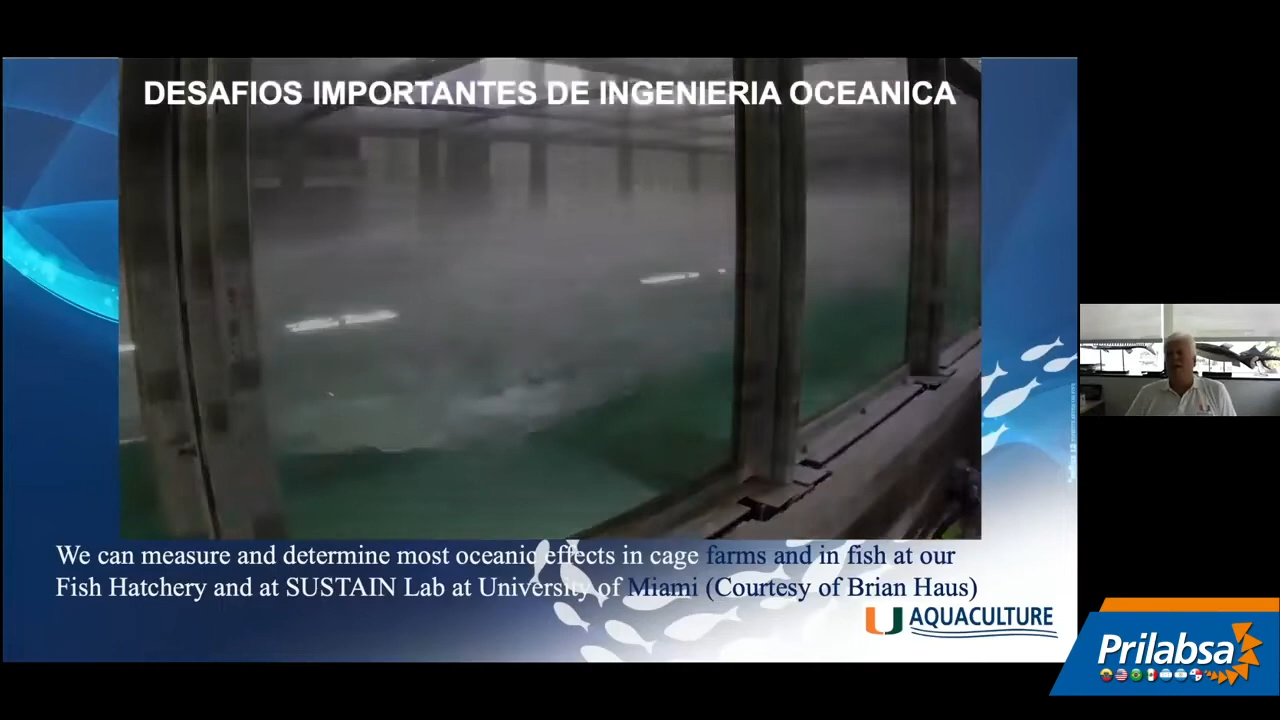 DESAFIOS IMPORTANTES DE INGENIERIA OCEANICA
We can measure and determine most oceanic effects in cage farms and in fish at our
Fish Hatchery and at SUSTAIN Lab at University of Miami (Courtesy of Brian Haus)
U AQUACULTURE
Prilabsa